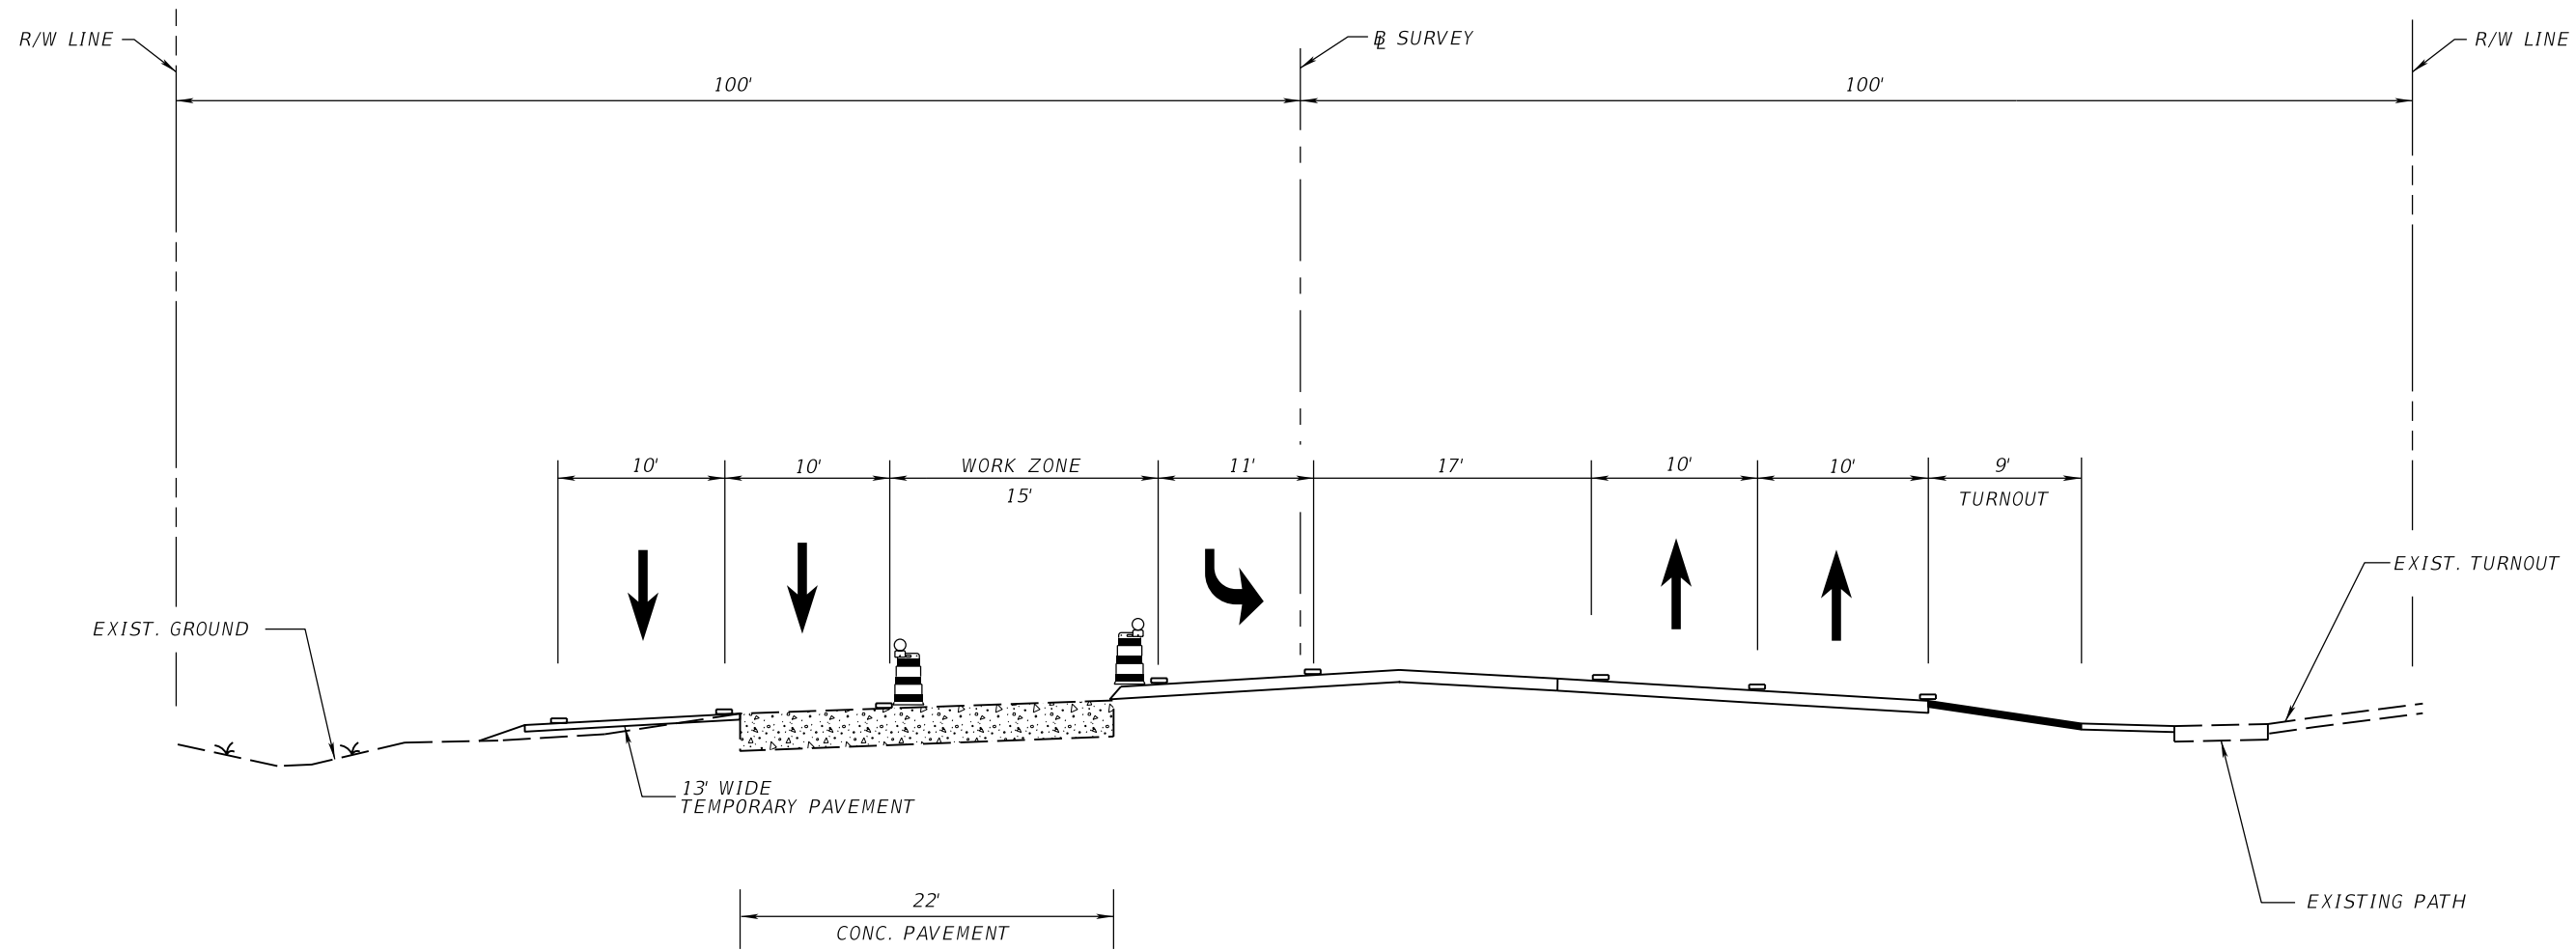 R/W LINE
BL SURVEY
R/W LINE
100'
100'
10'
10'
WORK ZONE
15'
11'
17'
10'
10'
9'
TURNOUT
EXIST. TURNOUT
EXIST. GROUND
13' WIDE
TEMPORARY PAVEMENT
22'
CONC. PAVEMENT
EXISTING PATH